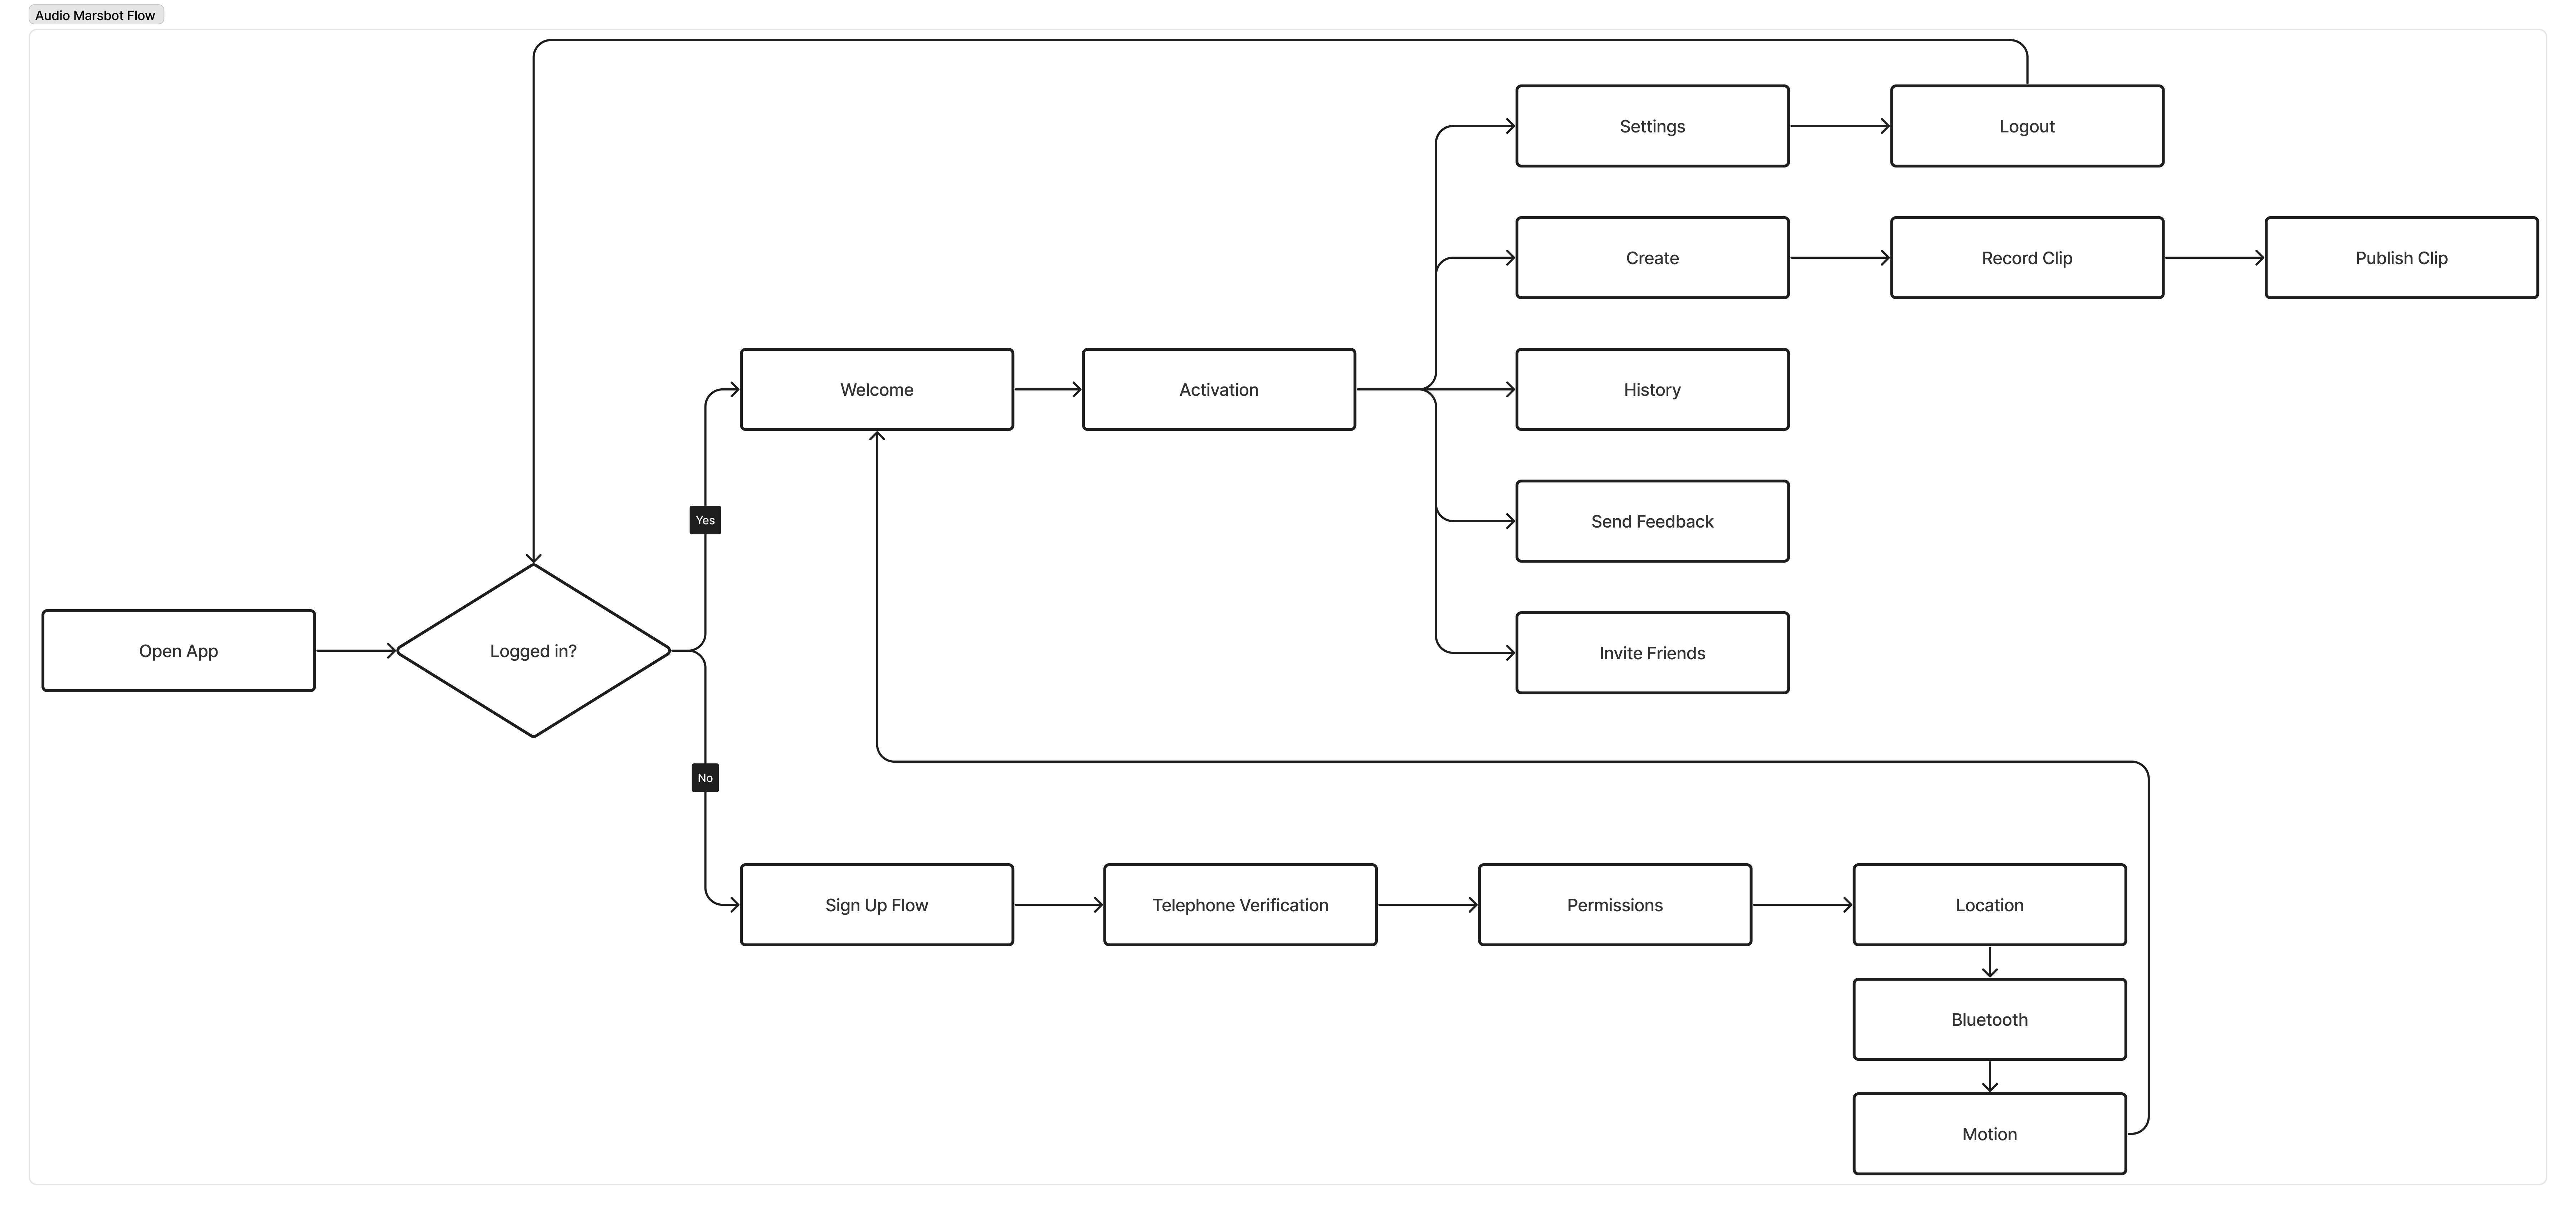 Audio Marsbot Flow
Settings
Logout
Create
Record Clip
Publish Clip
Welcome
Activation
History
Yes
Send Feedback
Open App
Logged in?
Invite Friends
No
Sign Up Flow
Telephone Verification
Permissions
Location
Bluetooth
Motion